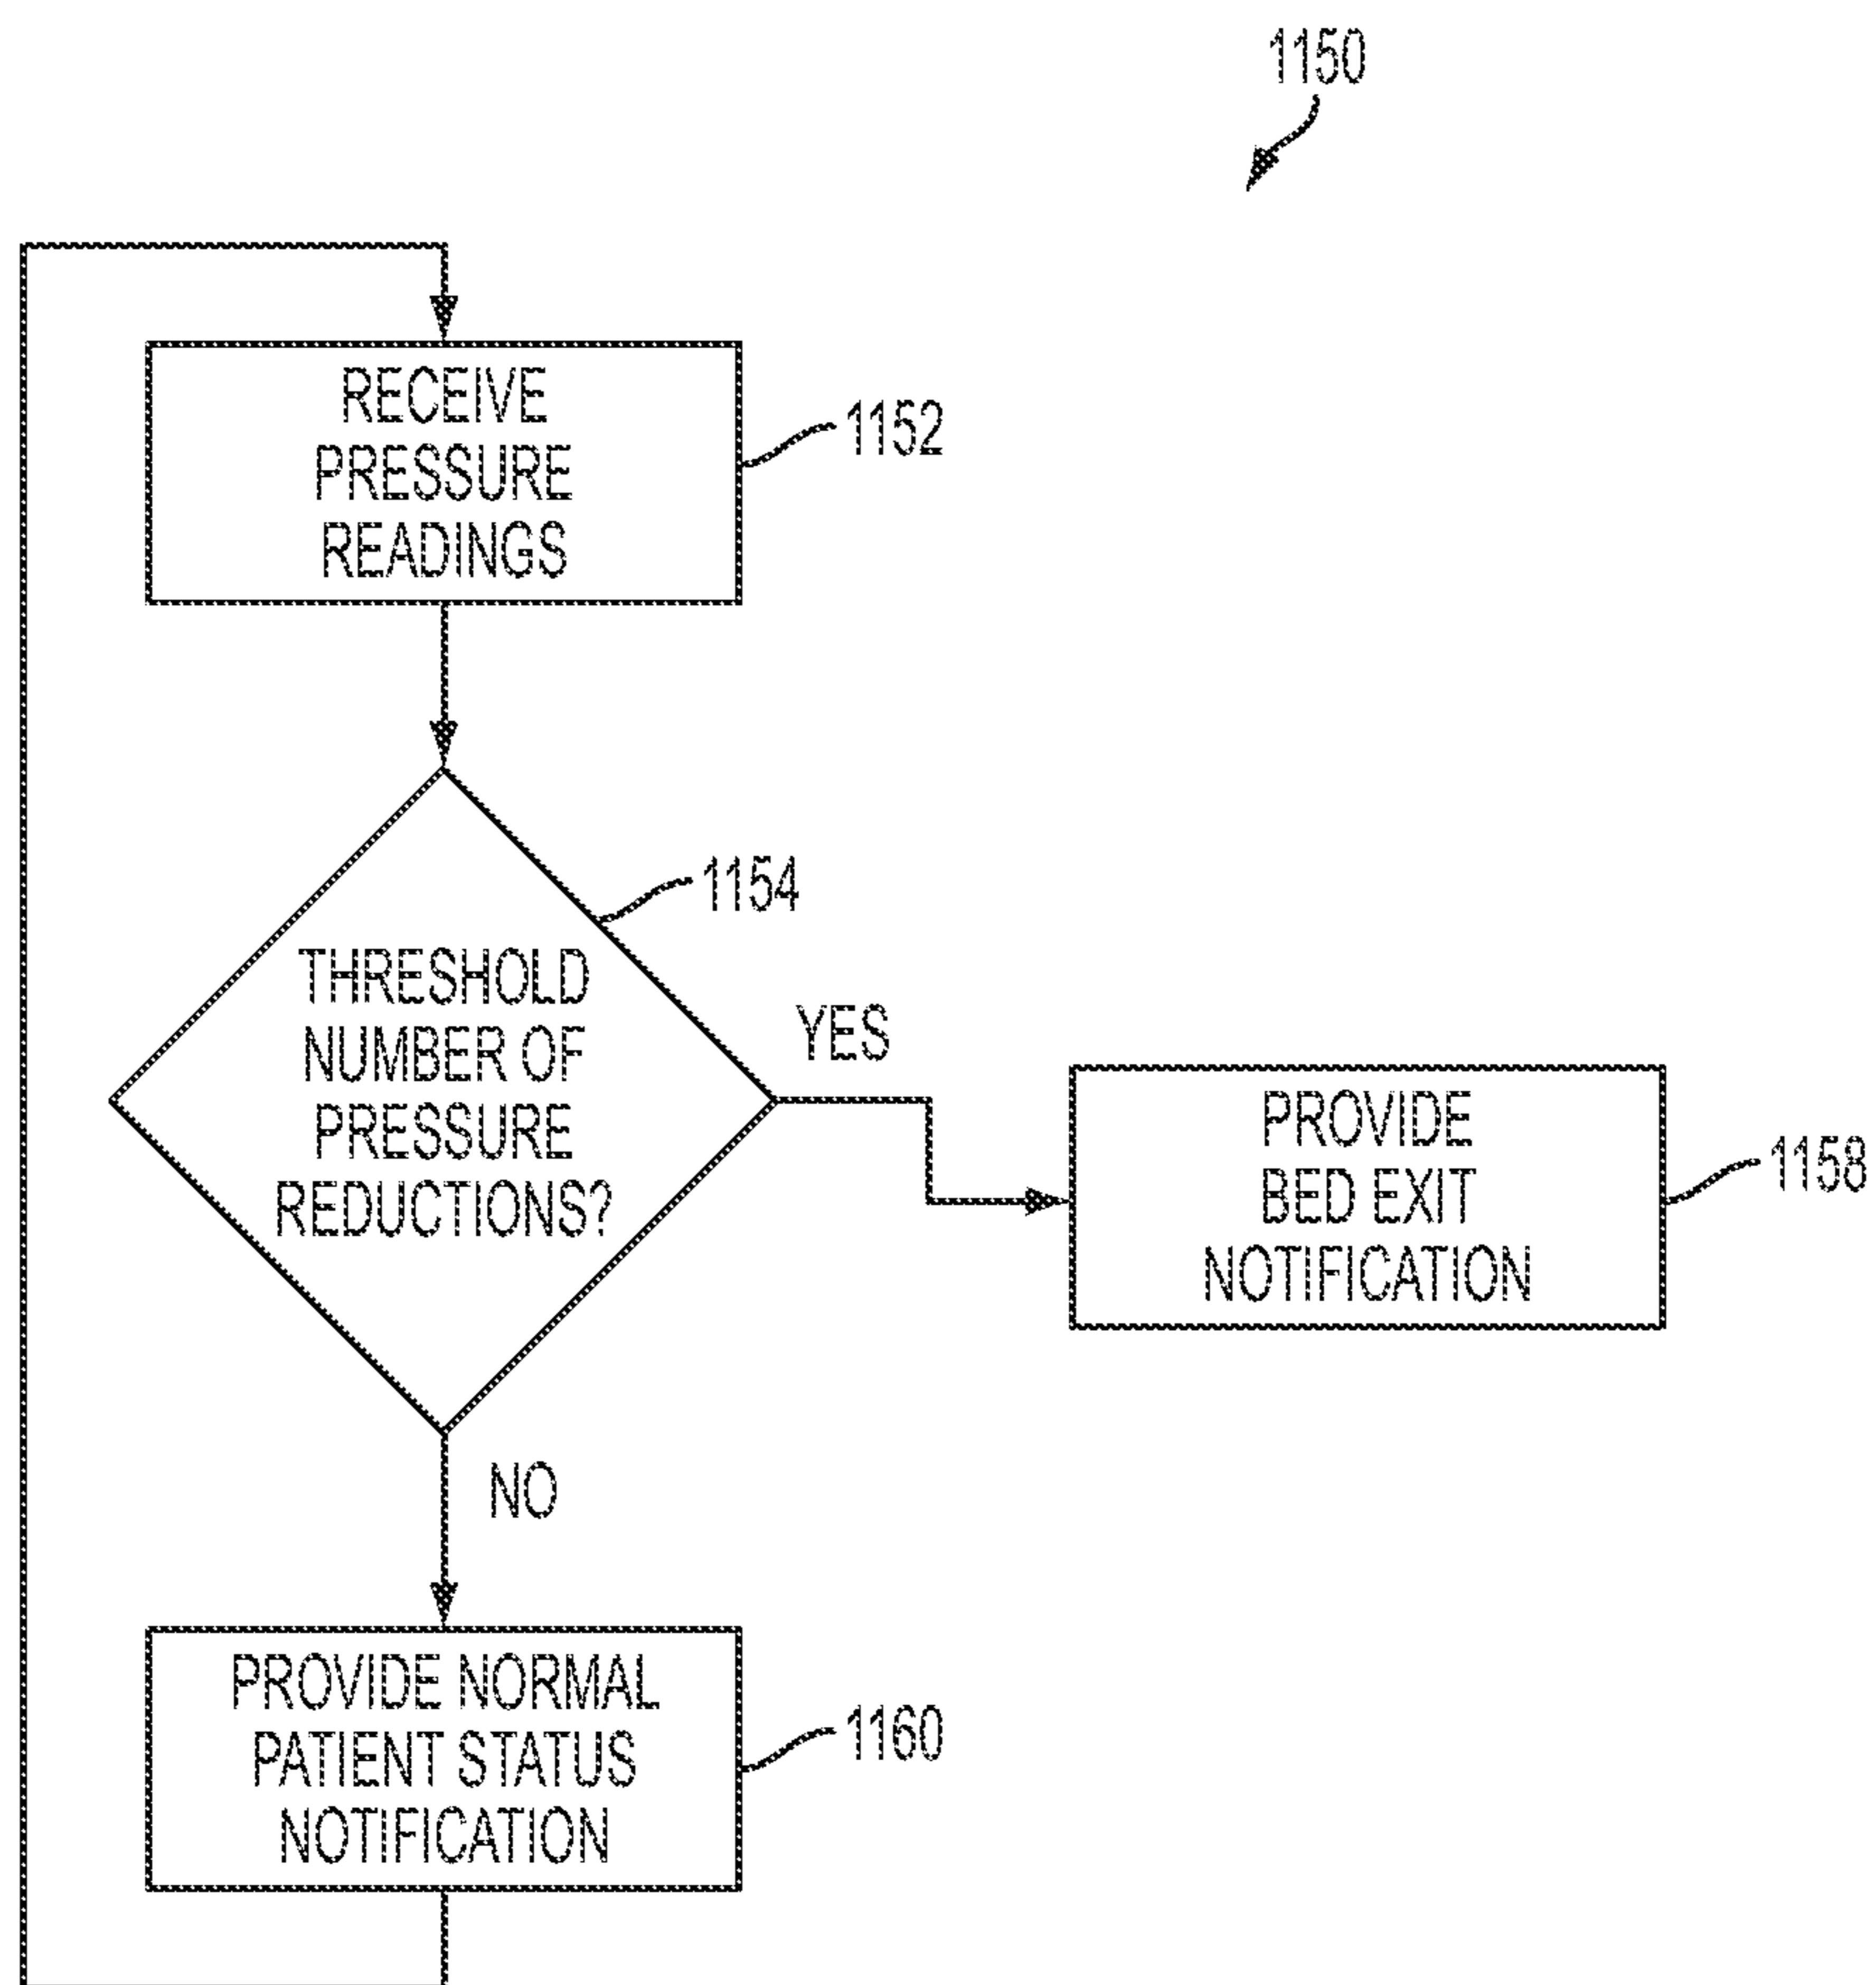 1150
RECEIVE
PRESSURE
READINGS
1152
1154
THRESHOLD
NUMBER OF
PRESSURE
REDUCTIONS?
YES
PROVIDE
BED EXIT
NOTIFICATION
1158
NO
PROVIDE NORMAL
PATIENT STATUS
NOTIFICATION
1160